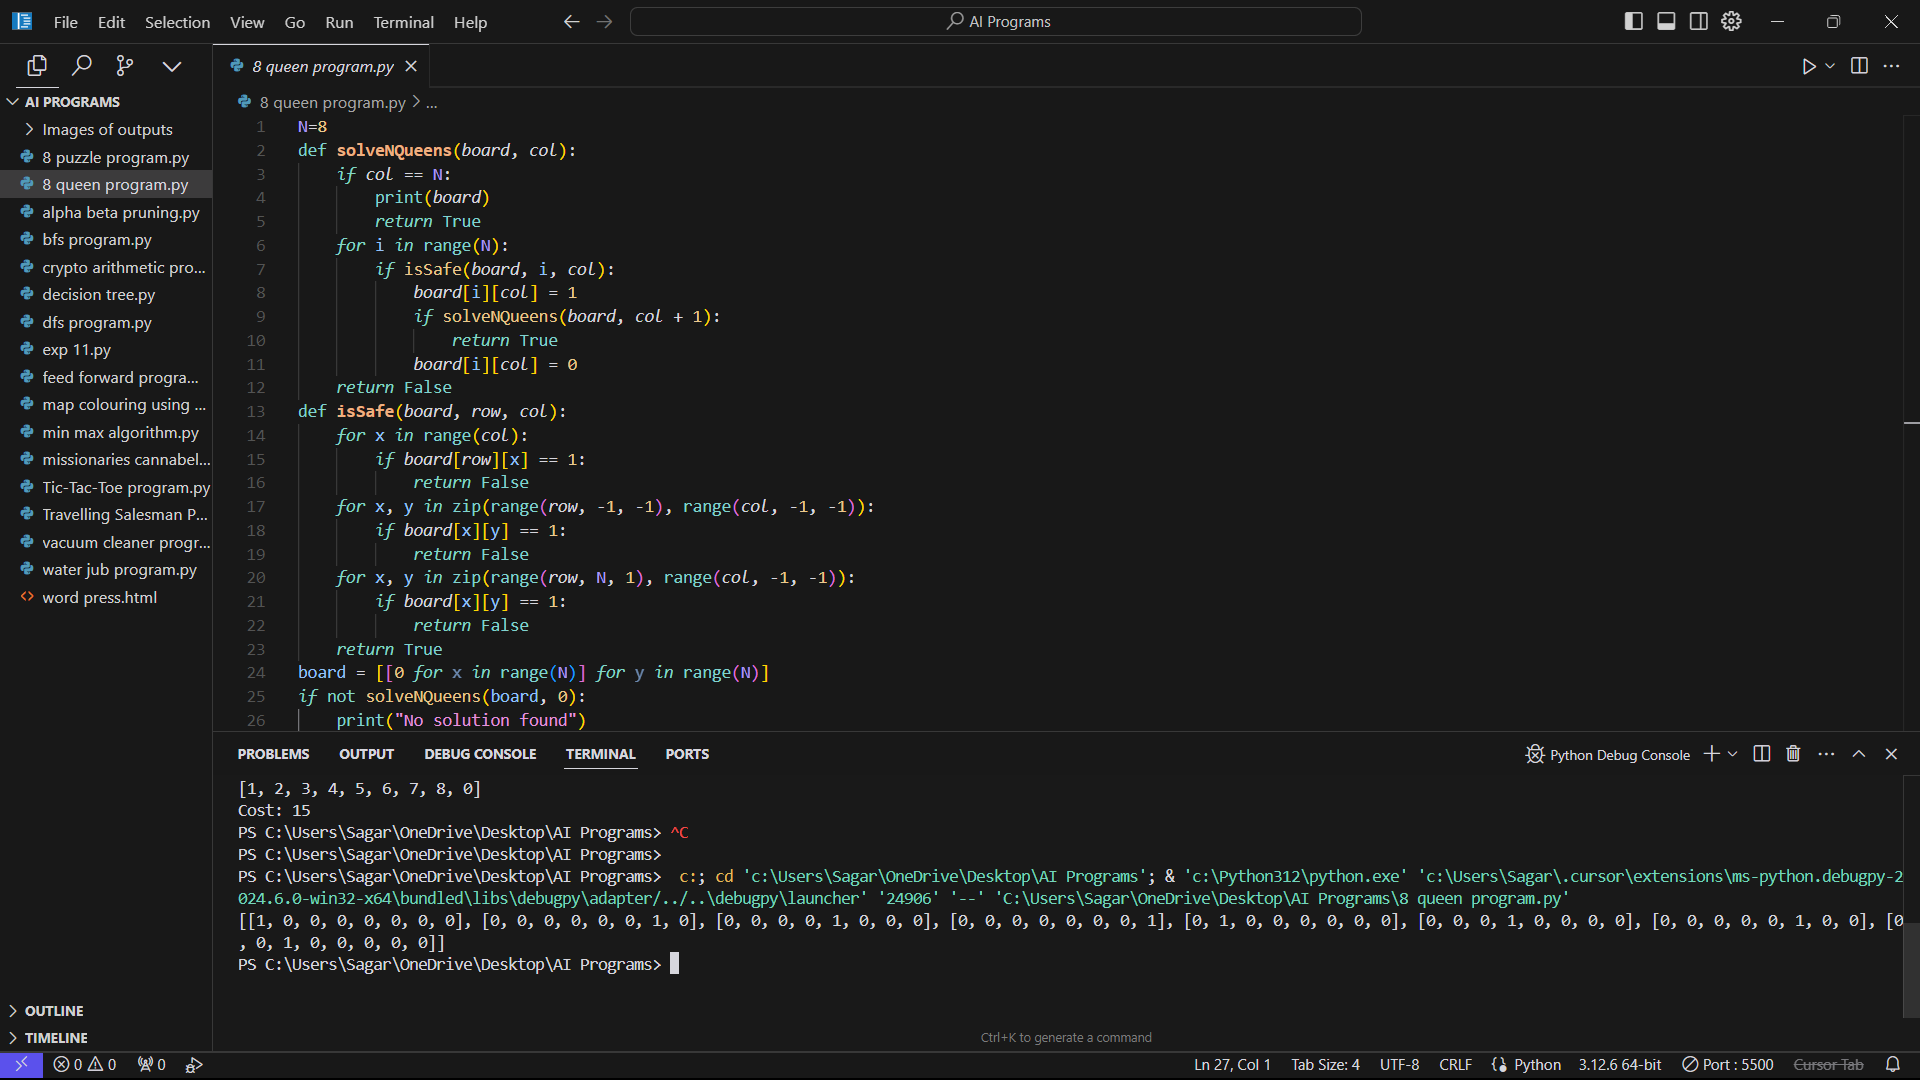 File Edit Selection View Go Run Terminal Help
AI Programs
AI PROGRAMS
Images of outputs
8 puzzle program.py
8 queen program.py
alpha beta pruning.py
bfs program.py
crypto arithmetic pro...
decision tree.py
dfs program.py
exp 11.py
feed forward progra...
map colouring using ...
min max algorithm.py
missionaries cannabel...
Tic-Tac-Toe program.py
Travelling Salesman P...
vacuum cleaner progr...
water jub program.py
word press.html
OUTLINE
TIMELINE
8 queen program.py
8 queen program.py > ...
1 N=8
2 def solveNQueens(board, col):
3 if col == N:
4 print(board)
5 return True
6 for i in range(N):
7 if isSafe(board, i, col):
8 board[i][col] = 1
9 if solveNQueens(board, col + 1):
10 return True
11 board[i][col] = 0
12 return False
13 def isSafe(board, row, col):
14 for x in range(col):
15 if board[row][x] == 1:
16 return False
17 for x, y in zip(range(row, -1, -1), range(col, -1, -1)):
18 if board[x][y] == 1:
19 return False
20 for x, y in zip(range(row, N, 1), range(col, -1, -1)):
21 if board[x][y] == 1:
22 return False
23 return True
24 board = [[0 for x in range(N)] for y in range(N)]
25 if not solveNQueens(board, 0):
26 print("No solution found")
PROBLEMS OUTPUT DEBUG CONSOLE TERMINAL PORTS
Python Debug Console
[1, 2, 3, 4, 5, 6, 7, 8, 0]
Cost: 15
PS C:\Users\Sagar\OneDrive\Desktop\AI Programs> ^C
PS C:\Users\Sagar\OneDrive\Desktop\AI Programs>
PS C:\Users\Sagar\OneDrive\Desktop\AI Programs>  c:; cd 'c:\Users\Sagar\OneDrive\Desktop\AI Programs'; & 'c:\Python312\python.exe' 'c:\Users\Sagar\.cursor\extensions\ms-python.debugpy-2
024.6.0-win32-x64\bundled\libs\debugpy\adapter/../..\debugpy\launcher' '24906' '--' 'C:\Users\Sagar\OneDrive\Desktop\AI Programs\8 queen program.py'
[[1, 0, 0, 0, 0, 0, 0, 0], [0, 0, 0, 0, 0, 0, 1, 0], [0, 0, 0, 0, 1, 0, 0, 0], [0, 0, 0, 0, 0, 0, 0, 1], [0, 1, 0, 0, 0, 0, 0, 0], [0, 0, 0, 1, 0, 0, 0, 0], [0, 0, 0, 0, 0, 1, 0, 0], [0
, 0, 1, 0, 0, 0, 0, 0]]
PS C:\Users\Sagar\OneDrive\Desktop\AI Programs>
Ctrl+K to generate a command
0 0 0
Ln 27, Col 1 Tab Size: 4 UTF-8 CRLF Python 3.12.6 64-bit Port : 5500 Cursor Tab